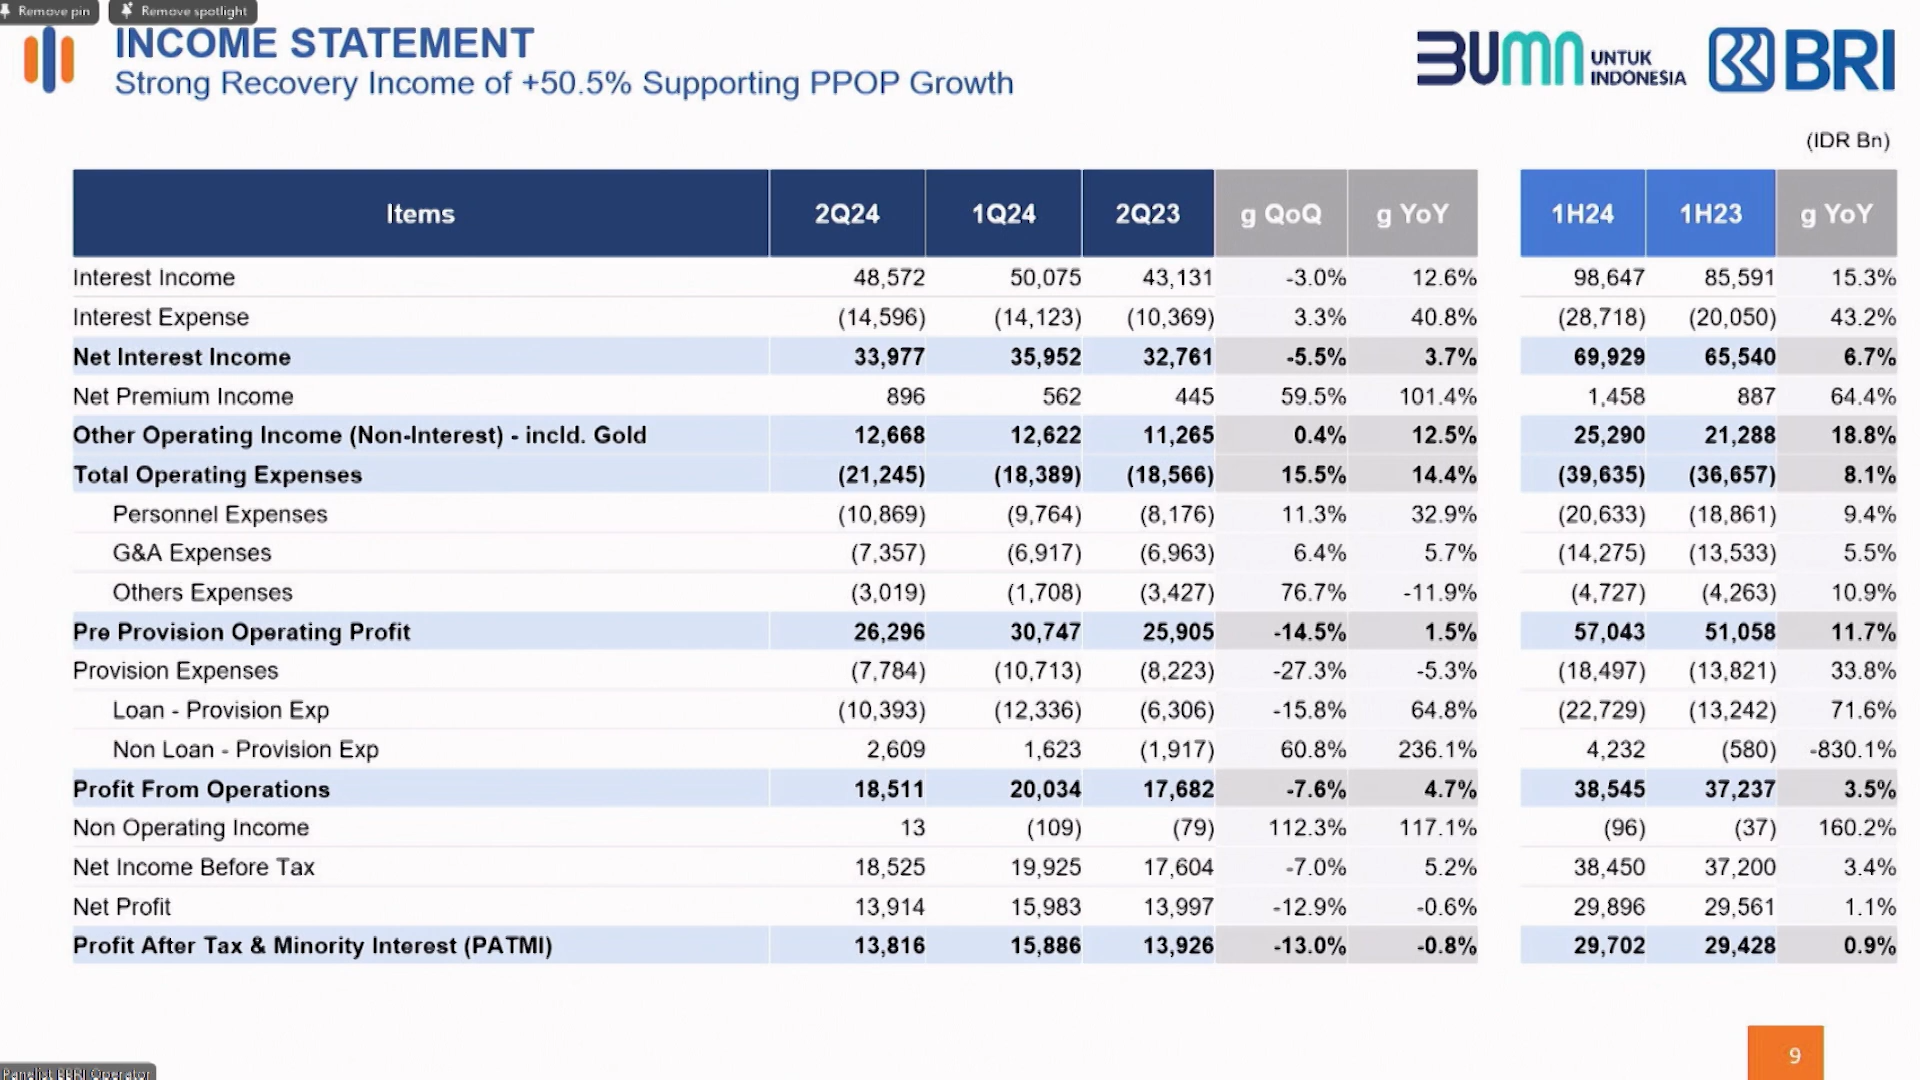 Remove pin Remove spotlight
INCOME STATEMENT
Strong Recovery Income of +50.5% Supporting PPOP Growth
BUMN UNTUK INDONESIA BRI
(IDR Bn)
Items 2Q24 1Q24 2Q23 g QoQ g YoY 1H24 1H23 g YoY
Interest Income 48,572 50,075 43,131 -3.0% 12.6% 98,647 85,591 15.3%
Interest Expense (14,596) (14,123) (10,369) 3.3% 40.8% (28,718) (20,050) 43.2%
Net Interest Income 33,977 35,952 32,761 -5.5% 3.7% 69,929 65,540 6.7%
Net Premium Income 896 562 445 59.5% 101.4% 1,458 887 64.4%
Other Operating Income (Non-Interest) - incld. Gold 12,668 12,622 11,265 0.4% 12.5% 25,290 21,288 18.8%
Total Operating Expenses (21,245) (18,389) (18,566) 15.5% 14.4% (39,635) (36,657) 8.1%
Personnel Expenses (10,869) (9,764) (8,176) 11.3% 32.9% (20,633) (18,861) 9.4%
G&A Expenses (7,357) (6,917) (6,963) 6.4% 5.7% (14,275) (13,533) 5.5%
Others Expenses (3,019) (1,708) (3,427) 76.7% -11.9% (4,727) (4,263) 10.9%
Pre Provision Operating Profit 26,296 30,747 25,905 -14.5% 1.5% 57,043 51,058 11.7%
Provision Expenses (7,784) (10,713) (8,223) -27.3% -5.3% (18,497) (13,821) 33.8%
Loan - Provision Exp (10,393) (12,336) (6,306) -15.8% 64.8% (22,729) (13,242) 71.6%
Non Loan - Provision Exp 2,609 1,623 (1,917) 60.8% 236.1% 4,232 (580) -830.1%
Profit From Operations 18,511 20,034 17,682 -7.6% 4.7% 38,545 37,237 3.5%
Non Operating Income 13 (109) (79) 112.3% 117.1% (96) (37) 160.2%
Net Income Before Tax 18,525 19,925 17,604 -7.0% 5.2% 38,450 37,200 3.4%
Net Profit 13,914 15,983 13,997 -12.9% -0.6% 29,896 29,561 1.1%
Profit After Tax & Minority Interest (PATMI) 13,816 15,886 13,926 -13.0% -0.8% 29,702 29,428 0.9%
9
Panelist BBRI Operator